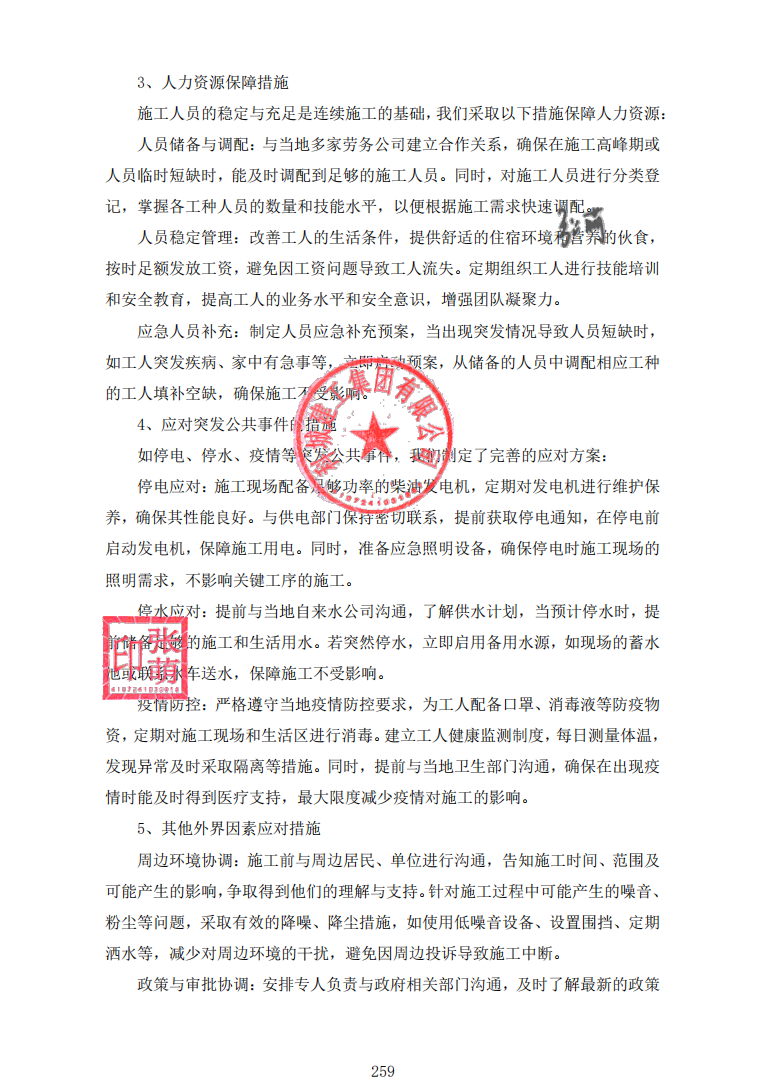 3、人力资源保障措施
施工人员的稳定与充足是连续施工的基础，我们采取以下措施保障人力资源：
人员储备与调配：与当地多家劳务公司建立合作关系，确保在施工高峰期或
人员临时短缺时，能及时调配到足够的施工人员。同时，对施工人员进行分类登
记，掌握各工种人员的数量和技能水平，以便根据施工需求快速调配。
人员稳定管理：改善工人的生活条件，提供舒适的住宿环境和营养的伙食，
按时足额发放工资，避免因工资问题导致工人流失。定期组织工人进行技能培训
和安全教育，提高工人的业务水平和安全意识，增强团队凝聚力。
应急人员补充：制定人员应急补充预案，当出现突发情况导致人员短缺时，
如工人突发疾病、家中有急事等，立即启动预案，从储备的人员中调配相应工种
的工人填补空缺，确保施工不受影响。
4、应对突发公共事件的措施
如停电、停水、疫情等突发公共事件，我们制定了完善的应对方案：
停电应对：施工现场配备足够功率的柴油发电机，定期对发电机进行维护保
养，确保其性能良好。与供电部门保持密切联系，提前获取停电通知，在停电前
启动发电机，保障施工用电。同时，准备应急照明设备，确保停电时施工现场的
照明需求，不影响关键工序的施工。
停水应对：提前与当地自来水公司沟通，了解供水计划，当预计停水时，提
前储备足够的施工和生活用水。若突然停水，立即启用备用水源，如现场的蓄水
池或联系水车送水，保障施工不受影响。
疫情防控：严格遵守当地疫情防控要求，为工人配备口罩、消毒液等防疫物
资，定期对施工现场和生活区进行消毒。建立工人健康监测制度，每日测量体温，
发现异常及时采取隔离等措施。同时，提前与当地卫生部门沟通，确保在出现疫
情时能及时得到医疗支持，最大限度减少疫情对施工的影响。
5、其他外界因素应对措施
周边环境协调：施工前与周边居民、单位进行沟通，告知施工时间、范围及
可能产生的影响，争取得到他们的理解与支持。针对施工过程中可能产生的噪音、
粉尘等问题，采取有效的降噪、降尘措施，如使用低噪音设备、设置围挡、定期
洒水等，减少对周边环境的干扰，避免因周边投诉导致施工中断。
政策与审批协调：安排专人负责与政府相关部门沟通，及时了解最新的政策
城建工集团有限公司
张
印
259